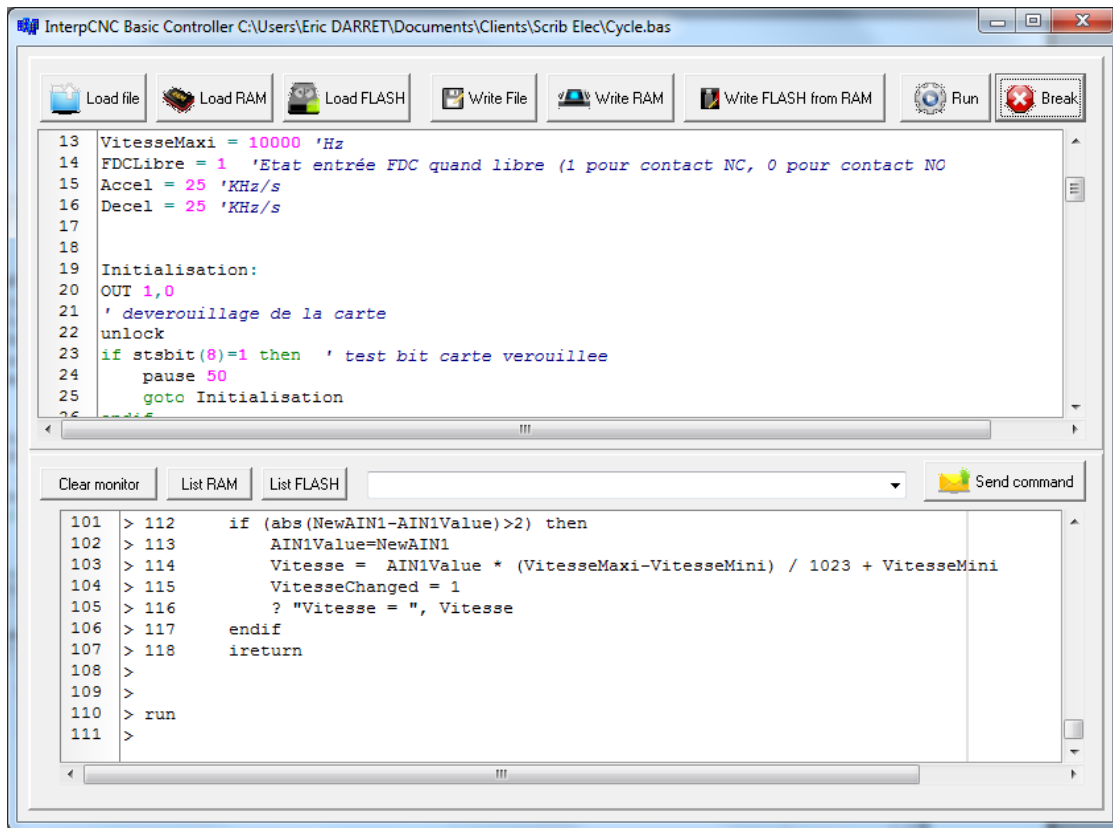 InterpCNC Basic Controller C:\Users\Eric DARRET\Documents\Clients\Scrib Elec\Cycle.bas
Load file Load RAM Load FLASH Write File Write RAM Write FLASH from RAM Run Break
13 VitesseMaxi = 10000 'Hz
14 FDCLibre = 1 'Etat entrée FDC quand libre (1 pour contact NC, 0 pour contact NO
15 Accel = 25 'KHz/s
16 Decel = 25 'KHz/s
17
18
19 Initialisation:
20 OUT 1,0
21 ' deverouillage de la carte
22 unlock
23 if stsbit(8)=1 then ' test bit carte verouillee
24 pause 50
25 goto Initialisation
26 endif
Clear monitor List RAM List FLASH Send command
101 > 112 if (abs(NewAIN1-AIN1Value)>2) then
102 > 113 AIN1Value=NewAIN1
103 > 114 Vitesse = AIN1Value * (VitesseMaxi-VitesseMini) / 1023 + VitesseMini
104 > 115 VitesseChanged = 1
105 > 116 ? "Vitesse = ", Vitesse
106 > 117 endif
107 > 118 ireturn
108 >
109 >
110 > run
111 >